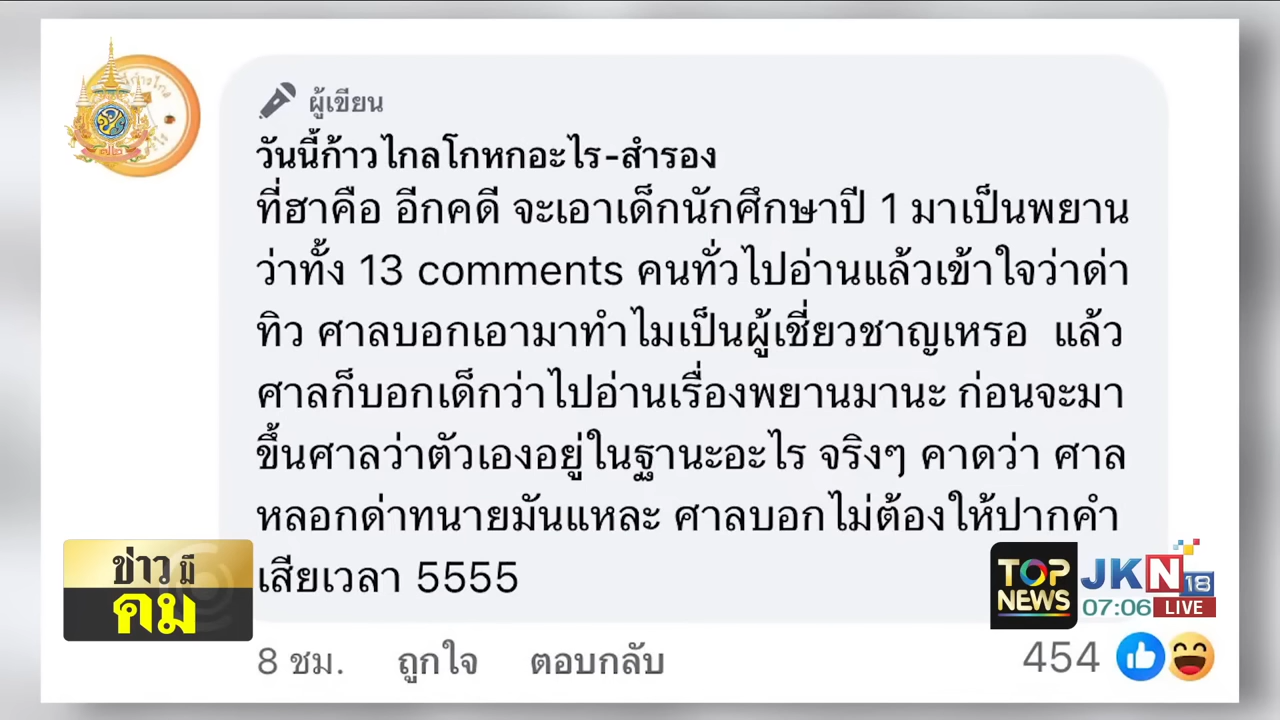 ผู้เขียน
วันนี้ก้าวไกลโกหกอะไร-สำรอง
ที่ฮาคือ อีกคดี จะเอาเด็กนักศึกษาปี 1 มาเป็นพยาน
ว่าทั้ง 13 comments คนทั่วไปอ่านแล้วเข้าใจว่าด่า
ทิว ศาลบอกเอามาทำไมเป็นผู้เชี่ยวชาญเหรอ แล้ว
ศาลก็บอกเด็กว่าไปอ่านเรื่องพยานมานะ ก่อนจะมา
ขึ้นศาลว่าตัวเองอยู่ในฐานะอะไร จริงๆ คาดว่า ศาล
หลอกด่าทนายมันแหละ ศาลบอกไม่ต้องให้ปากคำ
เสียเวลา 5555
8 ชม. ถูกใจ ตอบกลับ 454
ข่าวมี
คม
TOP
NEWS
JKN18
07:06 LIVE